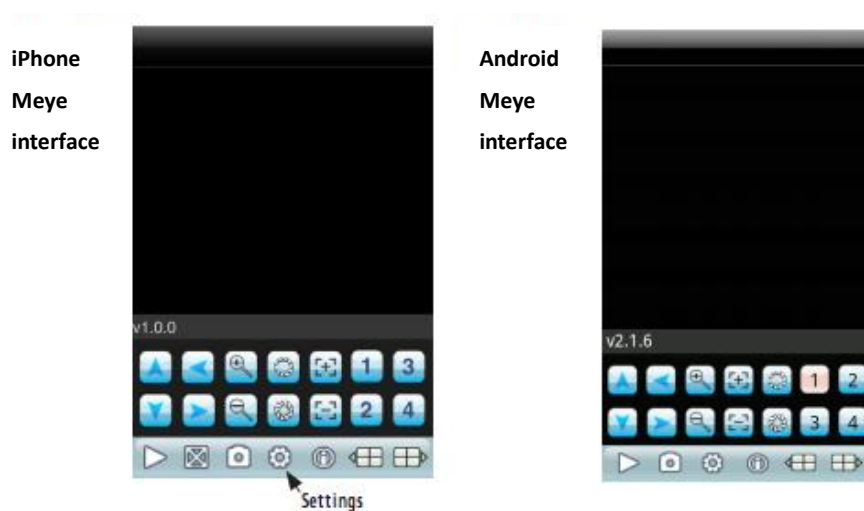 iPhone
Meye
interface
v1.0.0
1 3
2 4
Settings
Android
Meye
interface
v2.1.6
1 2
3 4